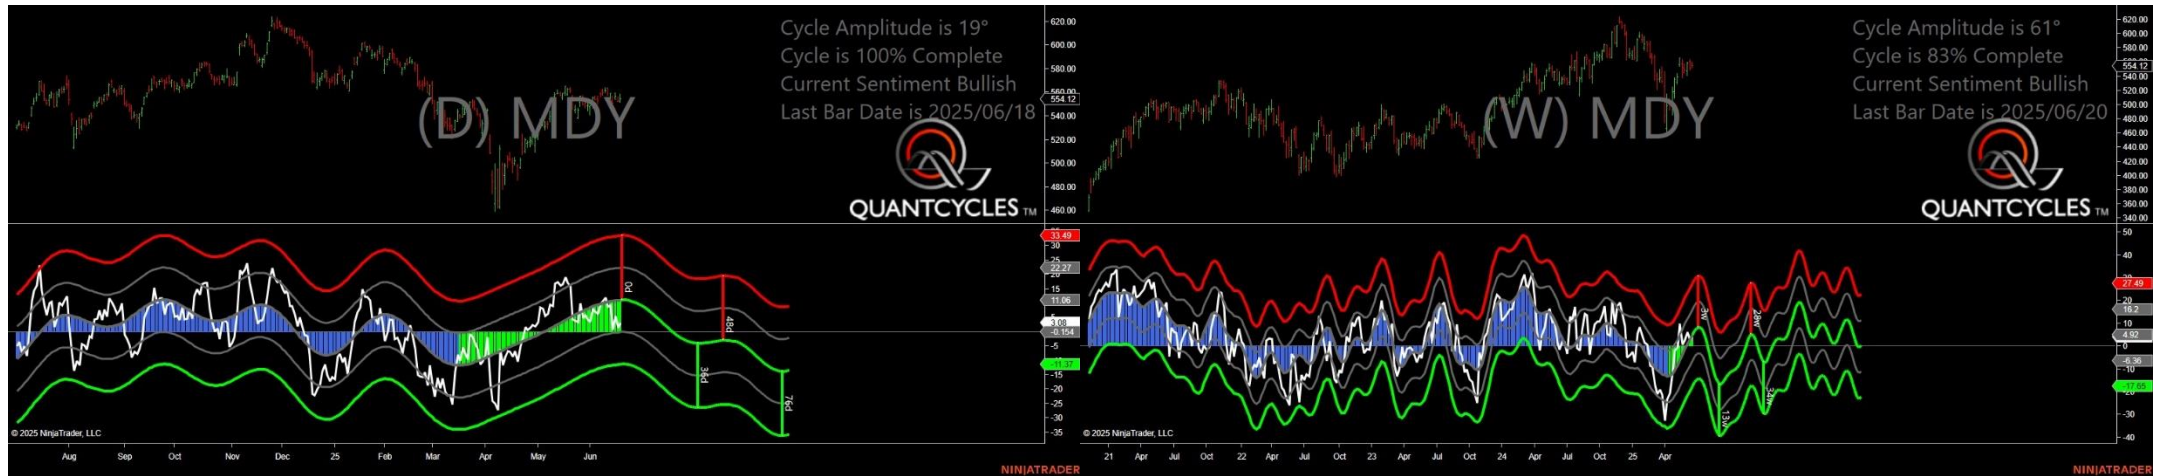 Cycle Amplitude is 19°
Cycle is 100% Complete
Current Sentiment Bullish
Last Bar Date is 2025/06/18
(D) MDY
QUANTCYCLES TM
620.00
600.00
580.00
560.00
554.12
540.00
520.00
500.00
480.00
460.00
33.49
30
25
22.27
15
11.06
3.08
-0.154
-5
-11.37
-15
-20
-25
-30
-35
0d
36d
48d
76d
© 2025 NinjaTrader, LLC
Aug Sep Oct Nov Dec 25 Feb Mar Apr May Jun
NINJATRADER
Cycle Amplitude is 61°
Cycle is 83% Complete
Current Sentiment Bullish
Last Bar Date is 2025/06/20
(W) MDY
QUANTCYCLES TM
620.00
600.00
554.12
540.00
520.00
500.00
480.00
460.00
440.00
420.00
400.00
380.00
360.00
340.00
50
40
27.49
20
16.2
10
4.92
0
-6.36
-10
-17.65
-20
-30
-40
3w
13w
28w
34w
© 2025 NinjaTrader, LLC
21 Apr Jul Oct 22 Apr Jul Oct 23 Apr Jul Oct 24 Apr Jul Oct 25 Apr
NINJATRADER